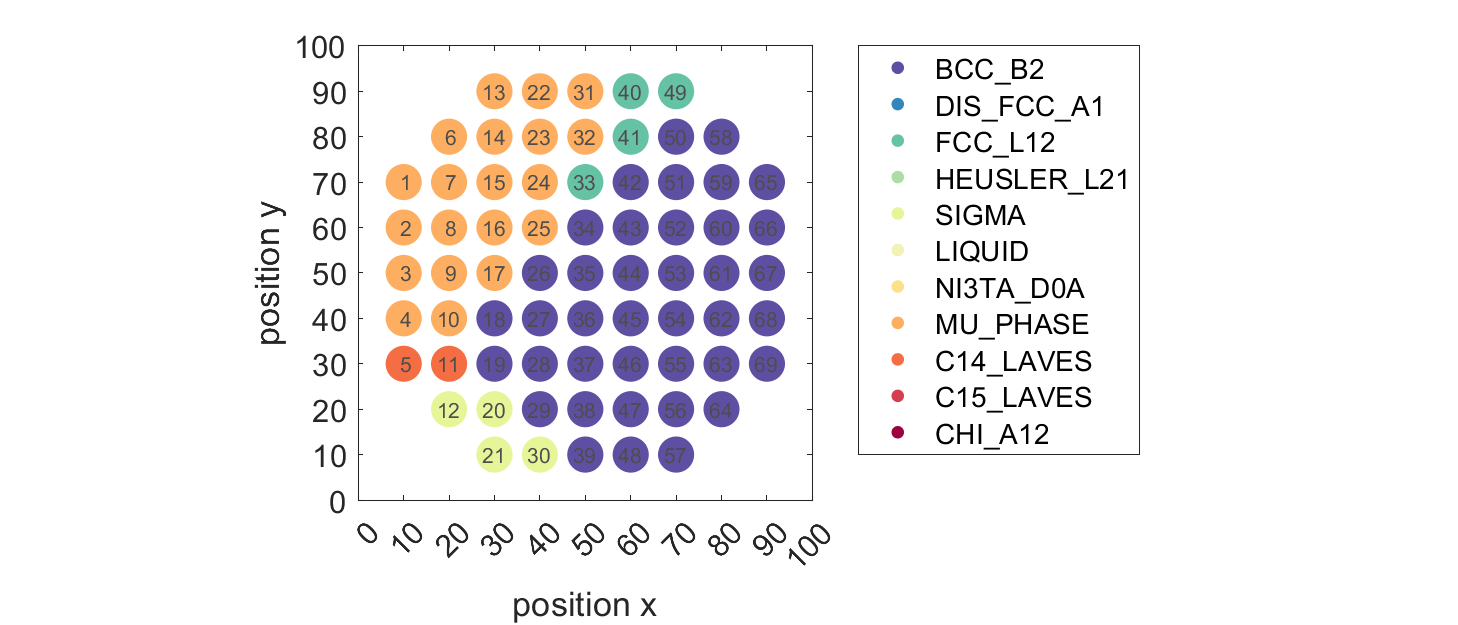 100
13 22 31 40 49
90
6 14 23 32 41 50 58
80
1 7 15 24 33 42 51 59 65
70
2 8 16 25 34 43 52 60 66
60
3 9 17 26 35 44 53 61 67
50
4 10 18 27 36 45 54 62 68
40
5 11 19 28 37 46 55 63 69
30
12 20 29 38 47 56 64
20
21 30 39 48 57
10
0
position y
0 10 20 30 40 50 60 70 80 90 100
position x
BCC_B2
DIS_FCC_A1
FCC_L12
HEUSLER_L21
SIGMA
LIQUID
NI3TA_D0A
MU_PHASE
C14_LAVES
C15_LAVES
CHI_A12